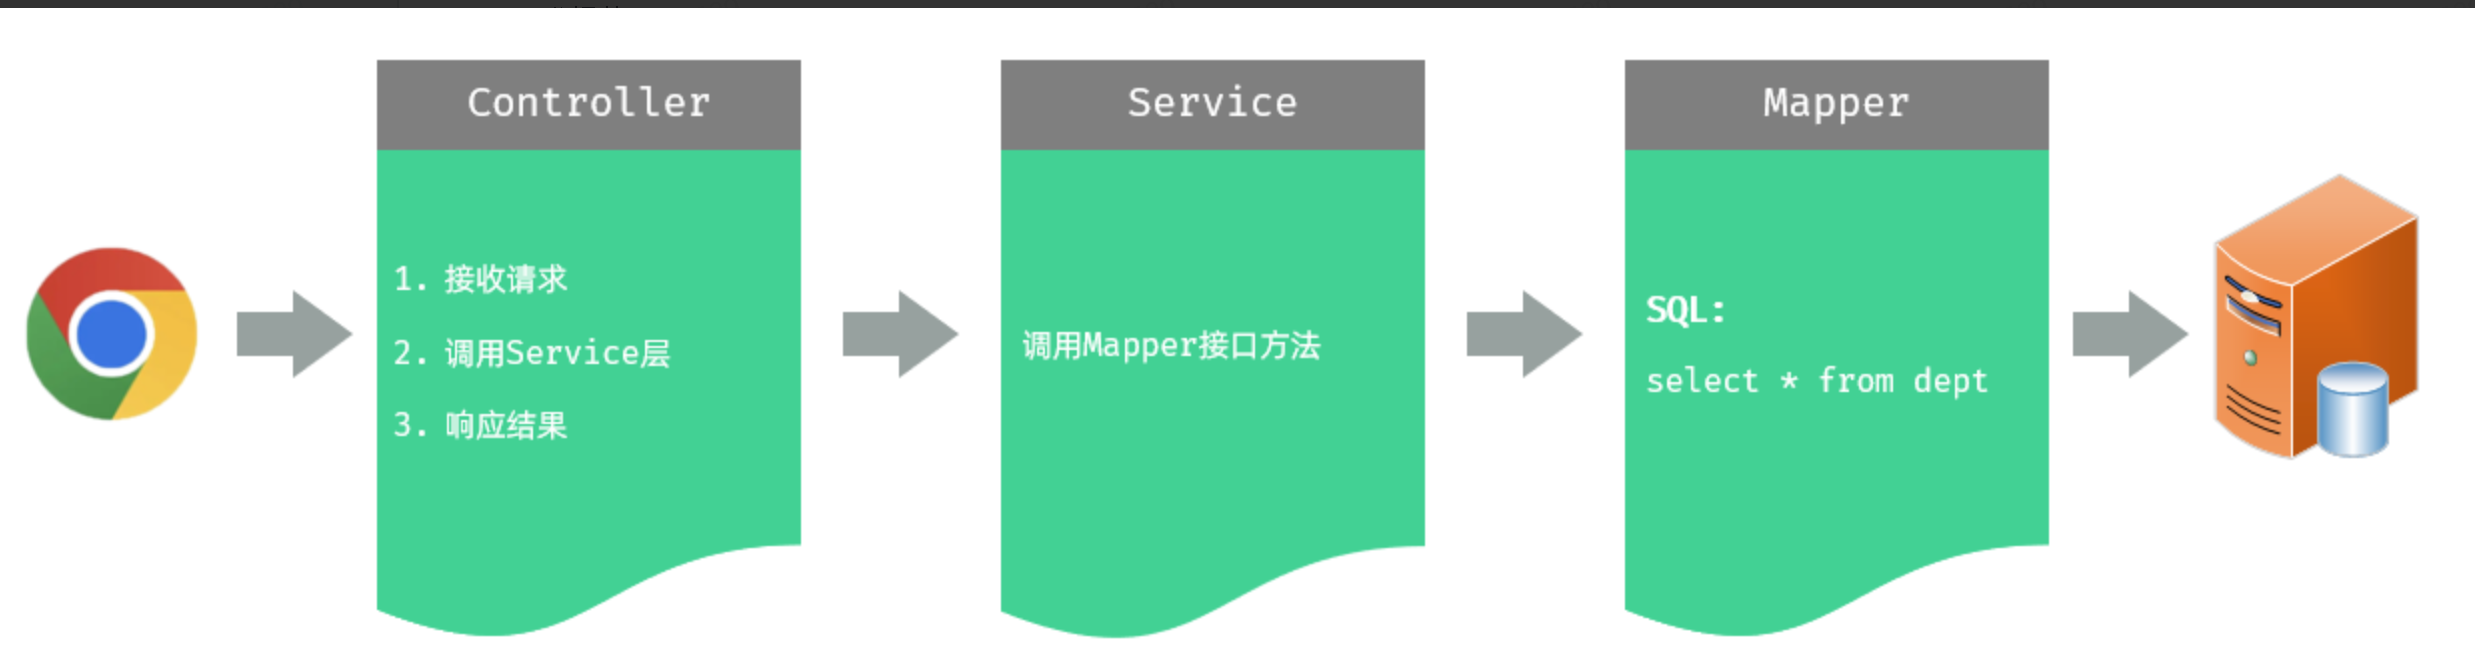 Controller
1. 接收请求
2. 调用Service层
3. 响应结果
Service
调用Mapper接口方法
Mapper
SQL:
select * from dept